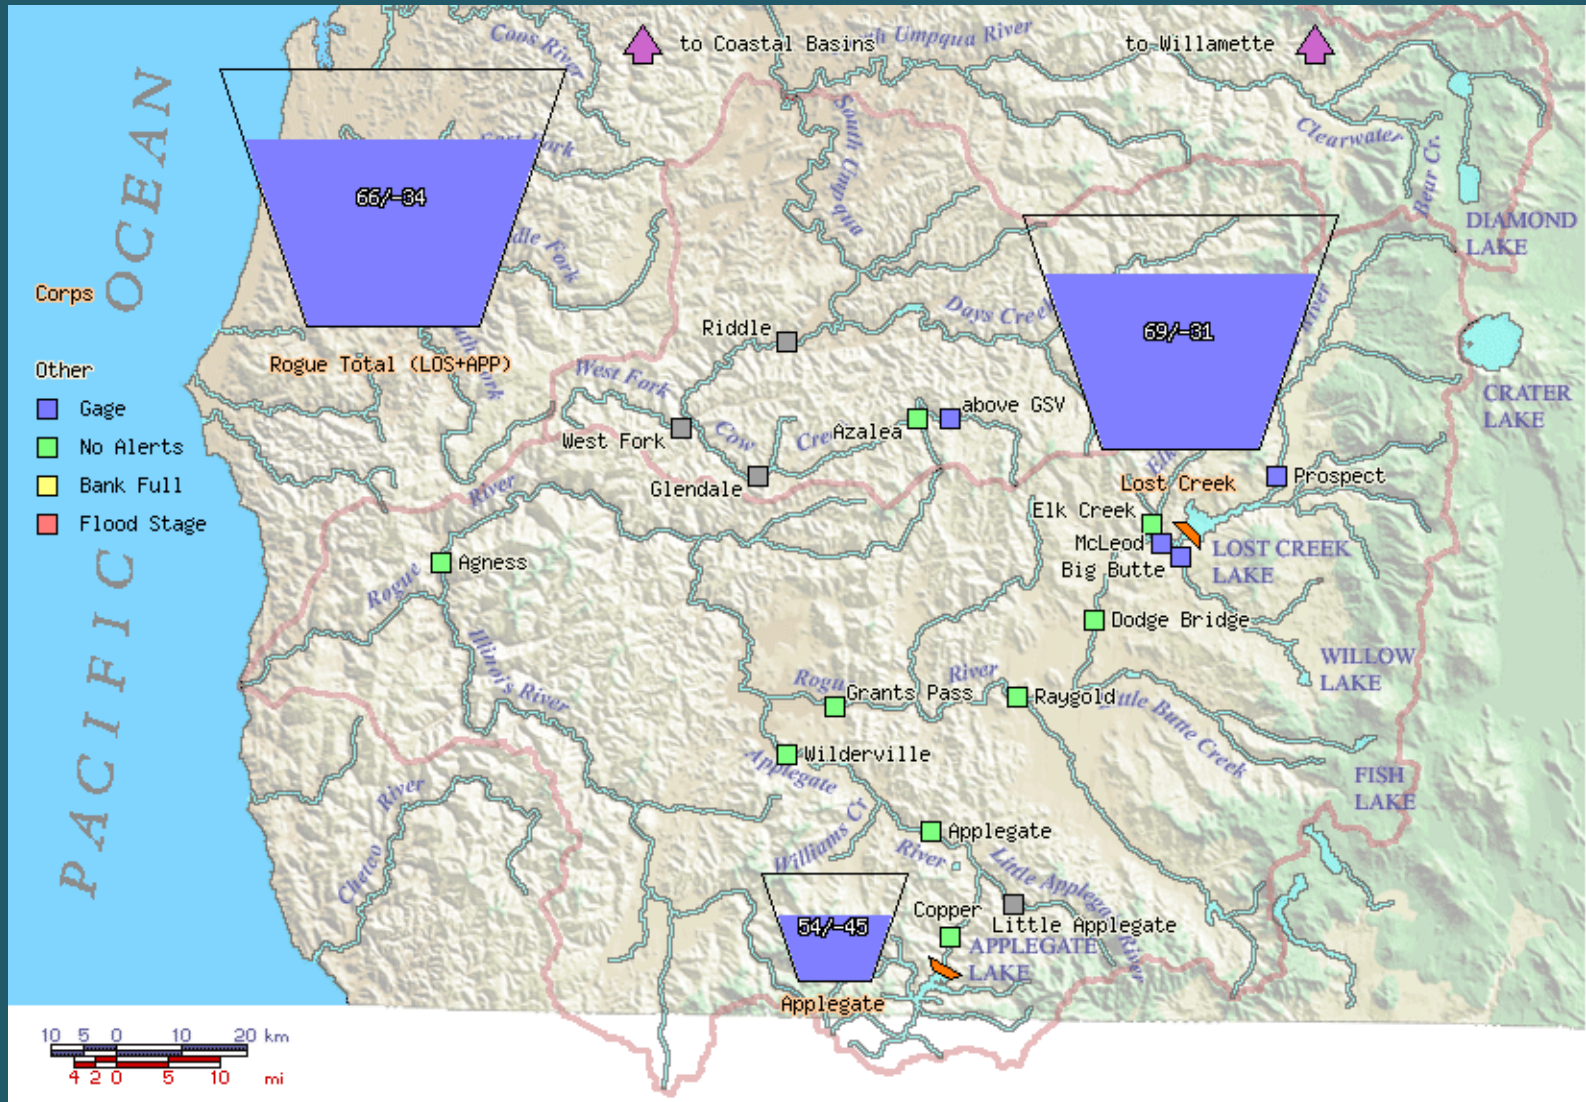 to Coastal Basins
Umpqua River
to Willamette
Coos River
South Umpqua
Clearwater
Bear Cr.
OCEAN
PACIFIC
66/-34
DIAMOND
LAKE
Corps
Days Creek
River
69/-31
Riddle
Other
Rogue Total (LOS+APP)
West Fork
CRATER
LAKE
Gage
above GSV
No Alerts
West Fork
Cow
Azalea
Bank Full
Glendale
River
Lost Creek
Prospect
Flood Stage
Elk Creek
McLeod
LOST CREEK
LAKE
Big Butte
Agness
Rogue
Dodge Bridge
Illinois River
WILLOW
LAKE
River
Grants Pass
Raygold
Little Butte Creek
Wilderville
Applegate
FISH
LAKE
Chetco River
Williams Cr
Applegate
River
Little Applegate
54/-45
Copper
Little Applegate
River
APPLEGATE
LAKE
Applegate
10 5 0 10 20 km
4 2 0 5 10 mi